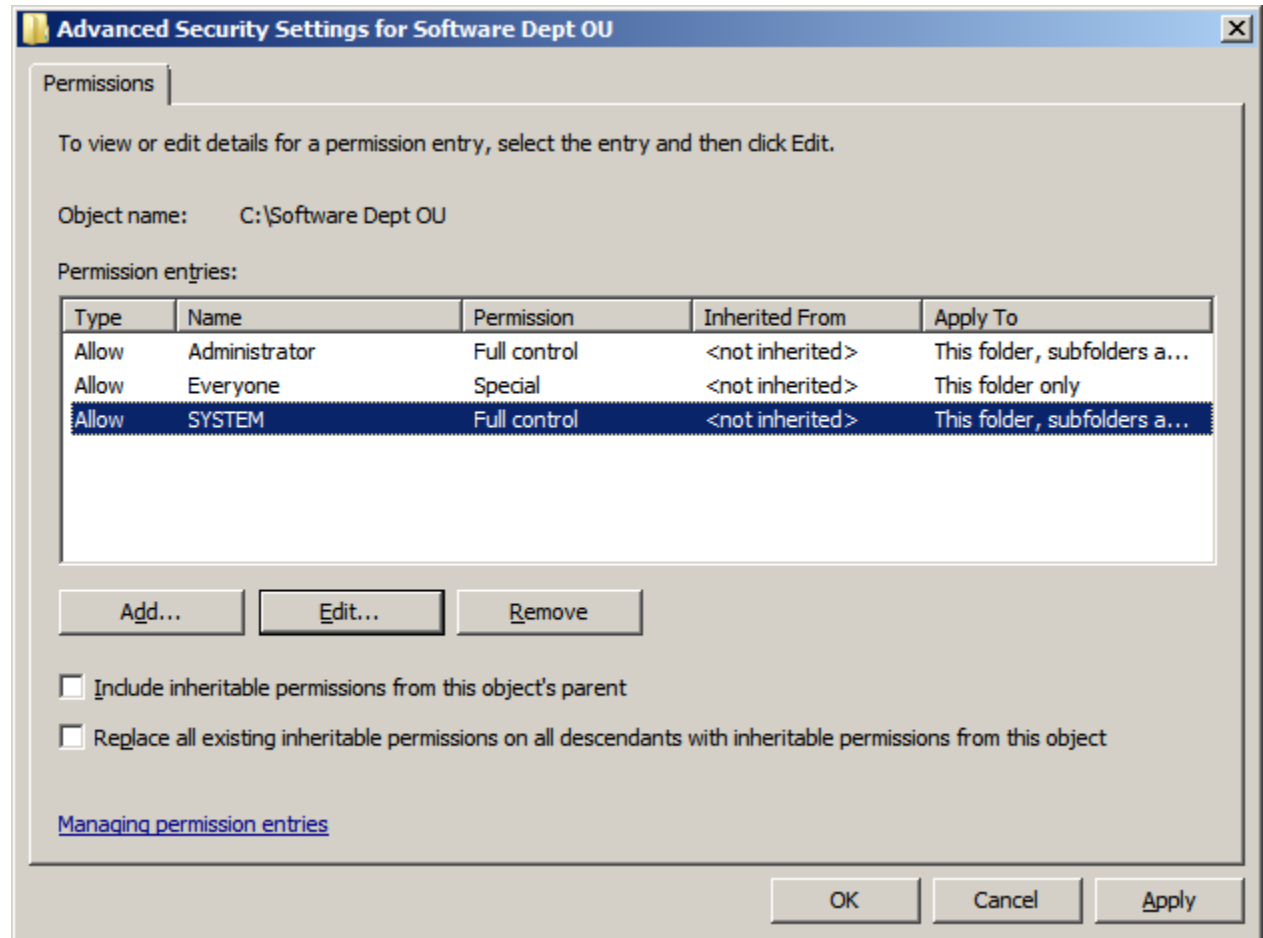 Advanced Security Settings for Software Dept OU
Permissions
To view or edit details for a permission entry, select the entry and then click Edit.
Object name: C:\Software Dept OU
Permission entries:
Type Name Permission Inherited From Apply To
Allow Administrator Full control <not inherited> This folder, subfolders a...
Allow Everyone Special <not inherited> This folder only
Allow SYSTEM Full control <not inherited> This folder, subfolders a...
Add... Edit... Remove
Include inheritable permissions from this object's parent
Replace all existing inheritable permissions on all descendants with inheritable permissions from this object
Managing permission entries
OK Cancel Apply